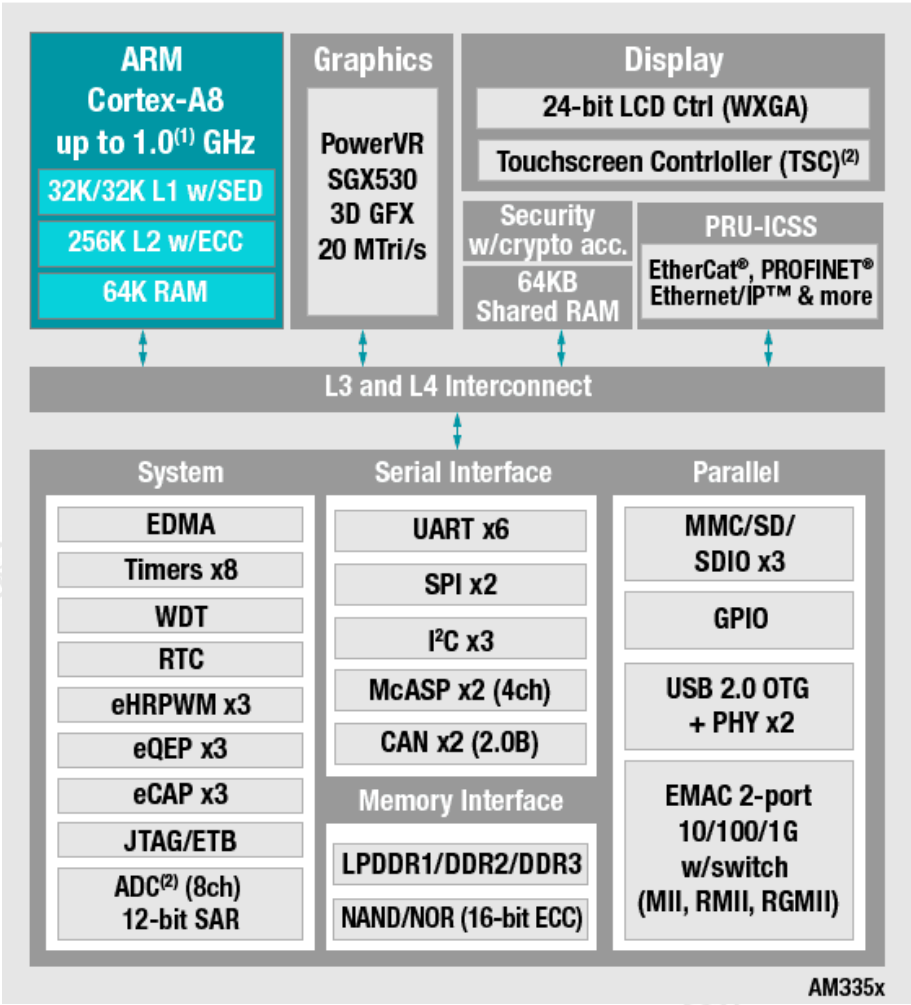 ARM
Cortex-A8
up to 1.0(1) GHz
32K/32K L1 w/SED
256K L2 w/ECC
64K RAM
Graphics
PowerVR
SGX530
3D GFX
20 MTri/s
Display
24-bit LCD Ctrl (WXGA)
Touchscreen Contrloller (TSC)(2)
Security
w/crypto acc.
64KB
Shared RAM
PRU-ICSS
EtherCat®, PROFINET®
Ethernet/IP™ & more
L3 and L4 Interconnect
System
EDMA
Timers x8
WDT
RTC
eHRPWM x3
eQEP x3
eCAP x3
JTAG/ETB
ADC(2) (8ch)
12-bit SAR
Serial Interface
UART x6
SPI x2
I²C x3
McASP x2 (4ch)
CAN x2 (2.0B)
Memory Interface
LPDDR1/DDR2/DDR3
NAND/NOR (16-bit ECC)
Parallel
MMC/SD/
SDIO x3
GPIO
USB 2.0 OTG
+ PHY x2
EMAC 2-port
10/100/1G
w/switch
(MII, RMII, RGMII)
AM335x